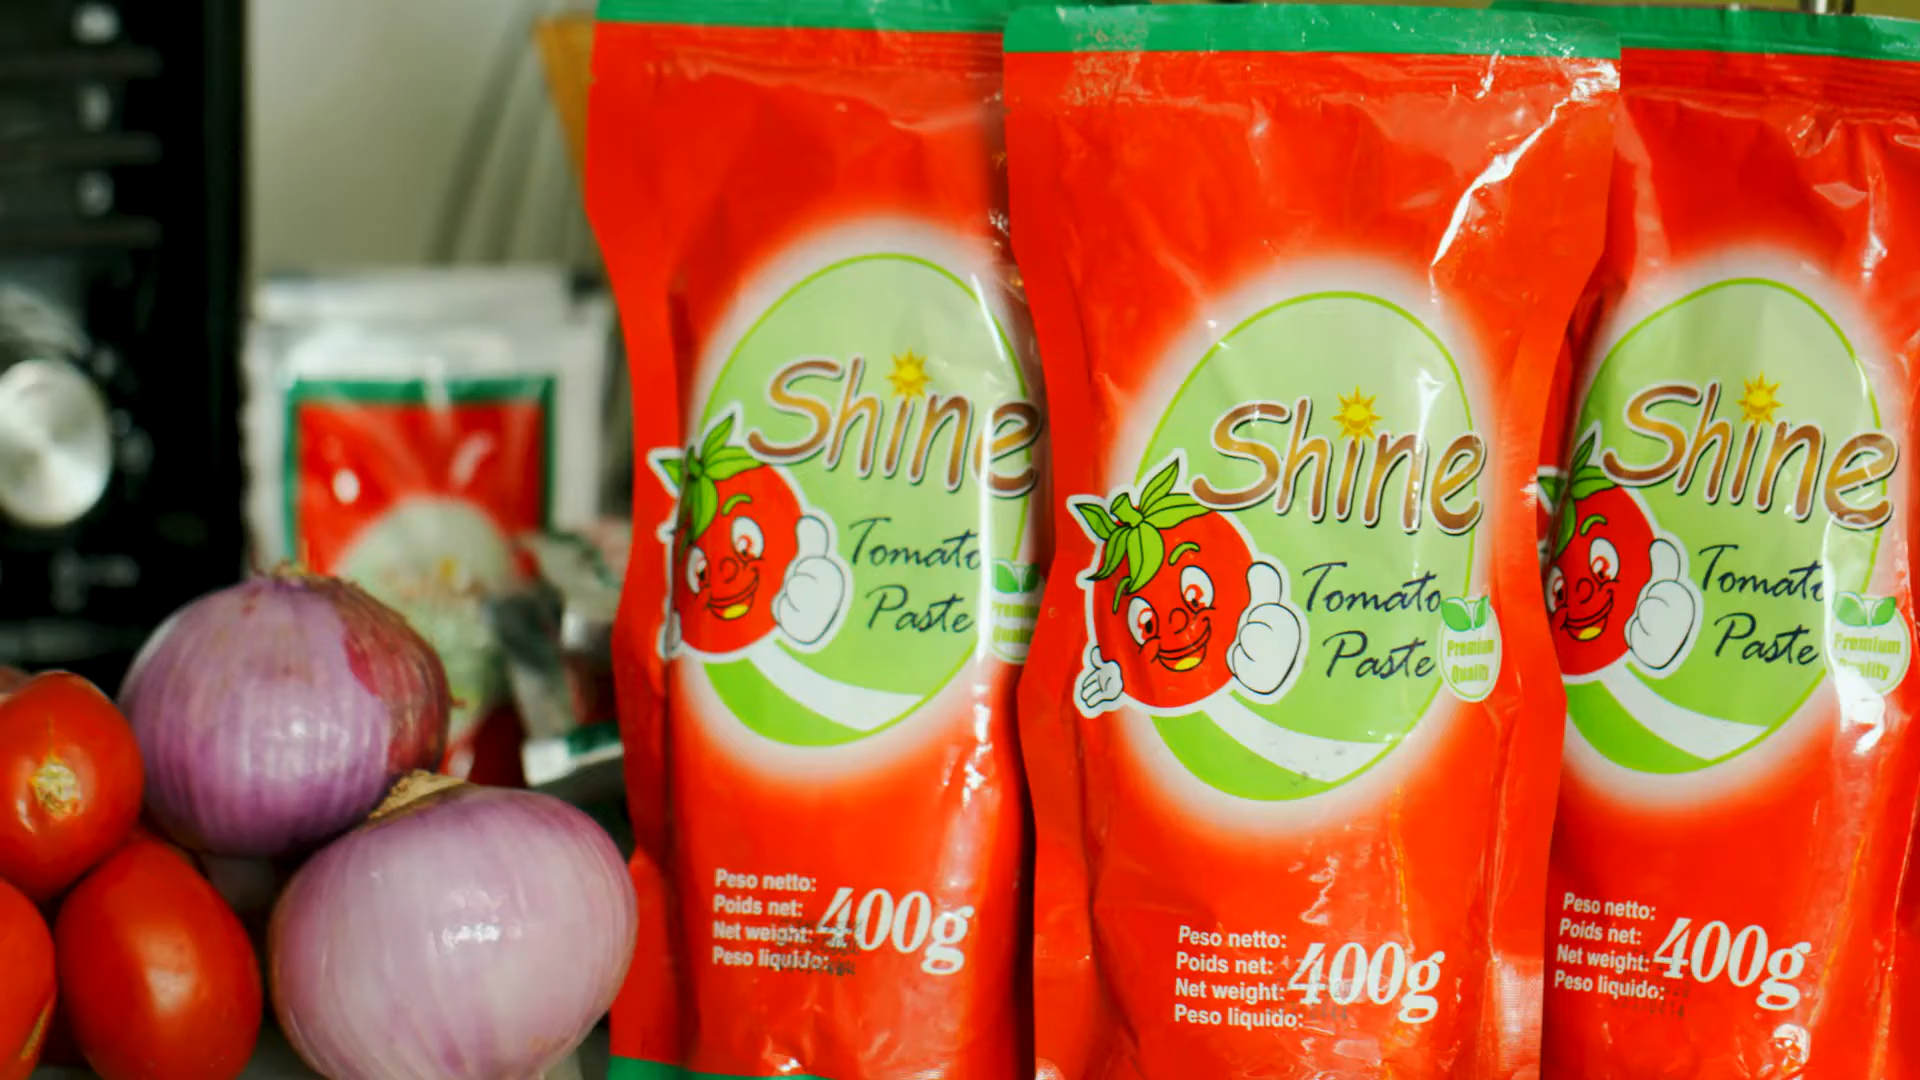 Shine
Tomato
Paste
Premium
Quality
Peso netto:
Poids net:
Net weight: 400g
Peso liquido:
Shine
Tomato
Paste
Premium
Quality
Peso netto:
Poids net:
Net weight: 400g
Peso liquido:
Shine
Tomato
Paste
Premium
Quality
Peso netto:
Poids net:
Net weight: 400g
Peso liquido: